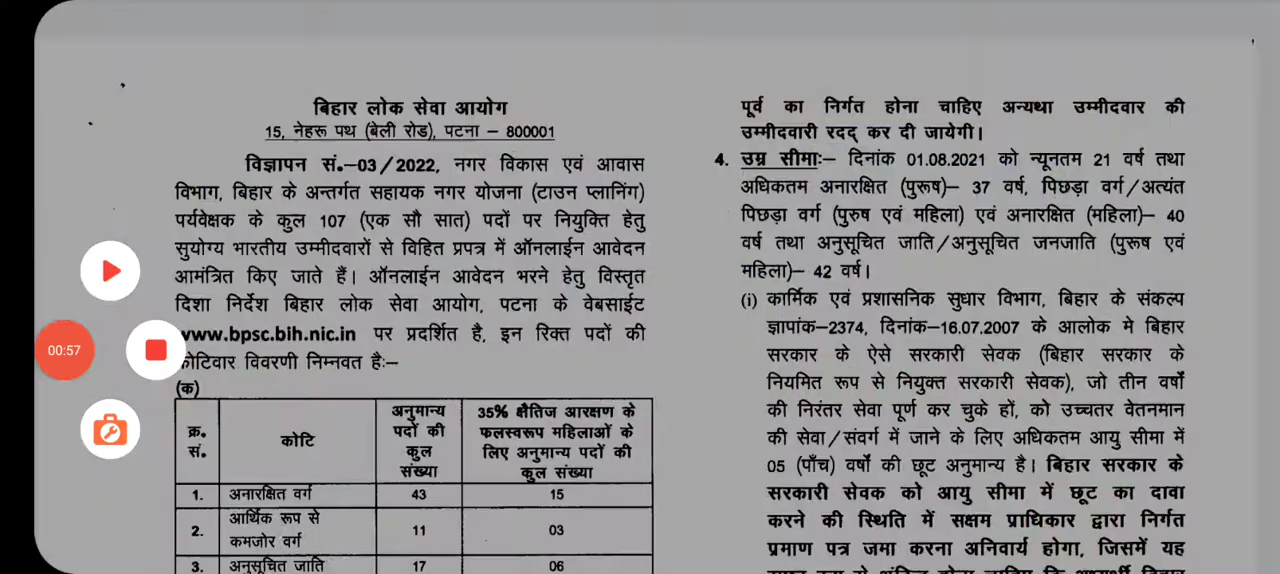 बिहार लोक सेवा आयोग
15, नेहरू पथ (बेली रोड), पटना – 800001
विज्ञापन सं.–03/2022, नगर विकास एवं आवास
विभाग, बिहार के अन्तर्गत सहायक नगर योजना (टाउन प्लानिंग)
पर्यवेक्षक के कुल 107 (एक सौ सात) पदों पर नियुक्ति हेतु
सुयोग्य भारतीय उम्मीदवारों से विहित प्रपत्र में ऑनलाईन आवेदन
आमंत्रित किए जाते हैं। ऑनलाईन आवेदन भरने हेतु विस्तृत
दिशा निर्देश बिहार लोक सेवा आयोग, पटना के वेबसाईट
www.bpsc.bih.nic.in पर प्रदर्शित है, इन रिक्त पदों की
कोटिवार विवरणी निम्नवत हैः–
(क)
क्र. सं. कोटि अनुमान्य पदों की कुल संख्या 35% क्षैतिज आरक्षण के फलस्वरूप महिलाओं के लिए अनुमान्य पदों की कुल संख्या
1. अनारक्षित वर्ग 43 15
2. आर्थिक रूप से कमजोर वर्ग 11 03
3. अनुसूचित जाति 17 06
पूर्व का निर्गत होना चाहिए अन्यथा उम्मीदवार की
उम्मीदवारी रदद् कर दी जायेगी।
4. उम्र सीमाः– दिनांक 01.08.2021 को न्यूनतम 21 वर्ष तथा
अधिकतम अनारक्षित (पुरूष)– 37 वर्ष, पिछड़ा वर्ग/अत्यंत
पिछड़ा वर्ग (पुरुष एवं महिला) एवं अनारक्षित (महिला)– 40
वर्ष तथा अनुसूचित जाति/अनुसूचित जनजाति (पुरूष एवं
महिला)– 42 वर्ष।
(i) कार्मिक एवं प्रशासनिक सुधार विभाग, बिहार के संकल्प
ज्ञापांक–2374, दिनांक–16.07.2007 के आलोक मे बिहार
सरकार के ऐसे सरकारी सेवक (बिहार सरकार के
नियमित रूप से नियुक्त सरकारी सेवक), जो तीन वर्षों
की निरंतर सेवा पूर्ण कर चुके हों, को उच्चतर वेतनमान
की सेवा/संवर्ग में जाने के लिए अधिकतम आयु सीमा में
05 (पाँच) वर्षों की छूट अनुमान्य है। बिहार सरकार के
सरकारी सेवक को आयु सीमा में छूट का दावा
करने की स्थिति में सक्षम प्राधिकार द्वारा निर्गत
प्रमाण पत्र जमा करना अनिवार्य होगा, जिसमें यह
00:57